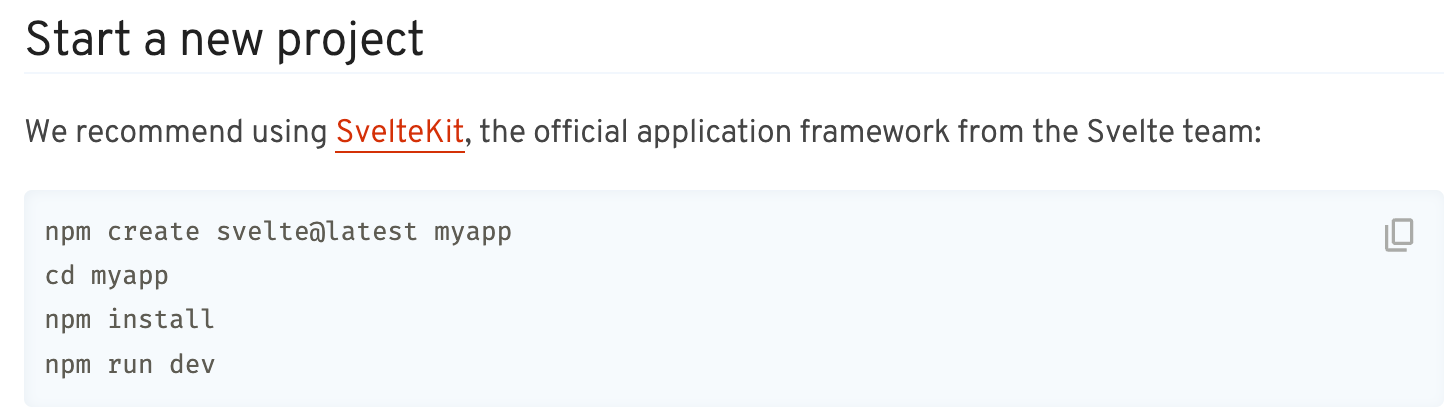 Start a new project
We recommend using SvelteKit, the official application framework from the Svelte team:
npm create svelte@latest myapp
cd myapp
npm install
npm run dev